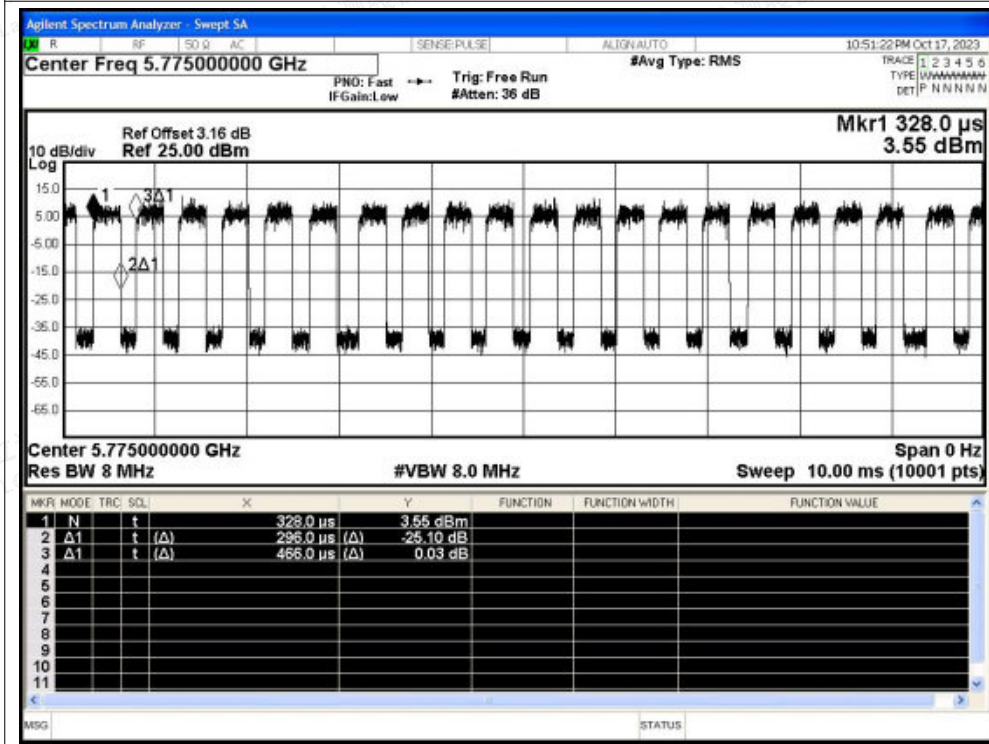 Agilent Spectrum Analyzer - Swept SA
LXI R RF 50 Ω AC SENSE:PULSE ALIGN AUTO 10:51:22 PM Oct 17, 2023
Center Freq 5.775000000 GHz #Avg Type: RMS TRACE 1 2 3 4 5 6
PNO: Fast Trig: Free Run TYPE WWWWWW
IFGain:Low #Atten: 36 dB DET P N N N N N
Mkr1 328.0 µs
Ref Offset 3.16 dB
10 dB/div Ref 25.00 dBm 3.55 dBm
Log
15.0
1 3Δ1
5.00
-5.00
2Δ1
-15.0
-25.0
-35.0
-45.0
-55.0
-65.0
Center 5.775000000 GHz Span 0 Hz
Res BW 8 MHz #VBW 8.0 MHz Sweep 10.00 ms (10001 pts)
MKR MODE TRC SCL X Y FUNCTION FUNCTION WIDTH FUNCTION VALUE
1 N t 328.0 µs 3.55 dBm
2 Δ1 t (Δ) 296.0 µs (Δ) -25.10 dB
3 Δ1 t (Δ) 466.0 µs (Δ) 0.03 dB
4
5
6
7
8
9
10
11
MSG STATUS